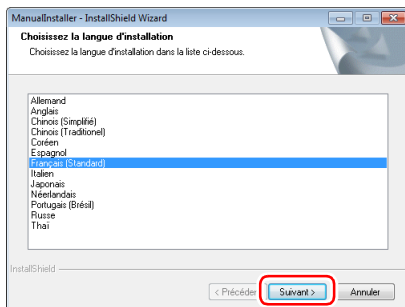 ManualInstaller - InstallShield Wizard
Choisissez la langue d'installation
Choisissez la langue d'installation dans la liste ci-dessous.
Allemand
Anglais
Chinois (Simplifié)
Chinois (Traditionel)
Coréen
Espagnol
Français (Standard)
Italien
Japonais
Néerlandais
Portugais (Brésil)
Russe
Thaï
InstallShield
< Précéder
Suivant >
Annuler